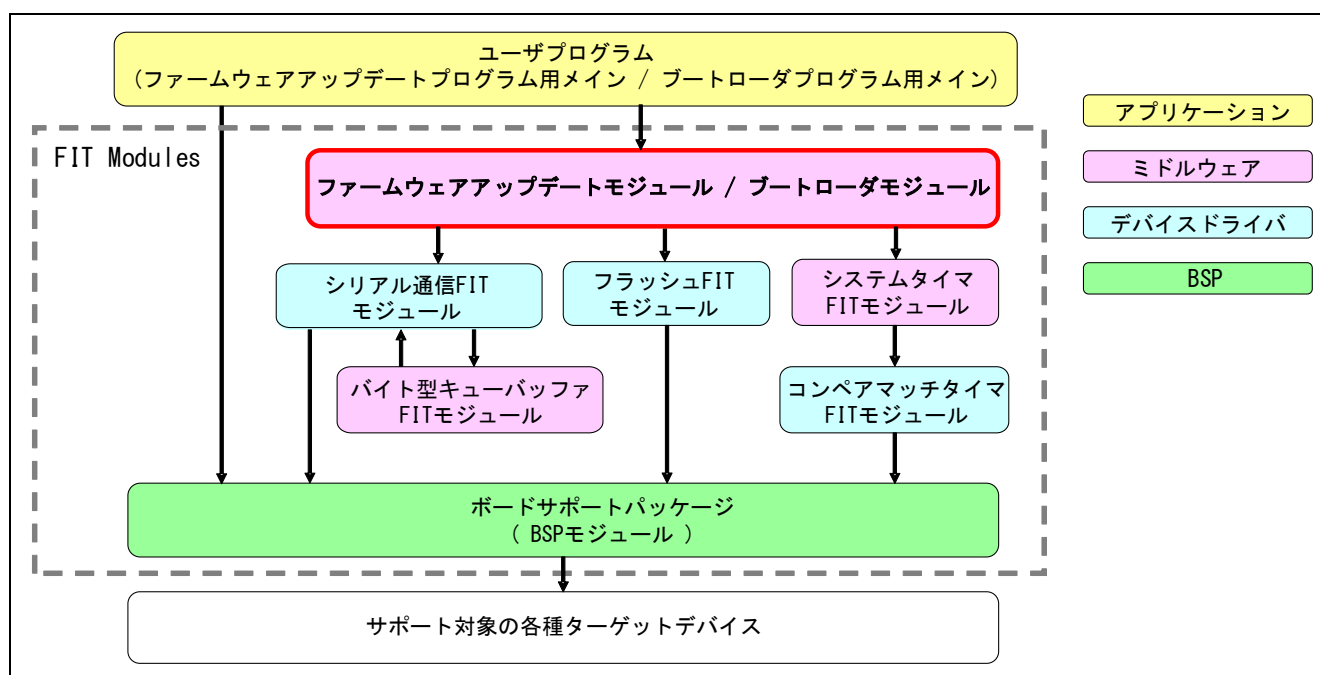 ユーザプログラム
(ファームウェアアップデートプログラム用メイン / ブートローダプログラム用メイン)
FIT Modules
ファームウェアアップデートモジュール / ブートローダモジュール
シリアル通信FIT
モジュール
フラッシュFIT
モジュール
システムタイマ
FITモジュール
バイト型キューバッファ
FITモジュール
コンペアマッチタイマ
FITモジュール
ボードサポートパッケージ
( BSPモジュール )
サポート対象の各種ターゲットデバイス
アプリケーション
ミドルウェア
デバイスドライバ
BSP